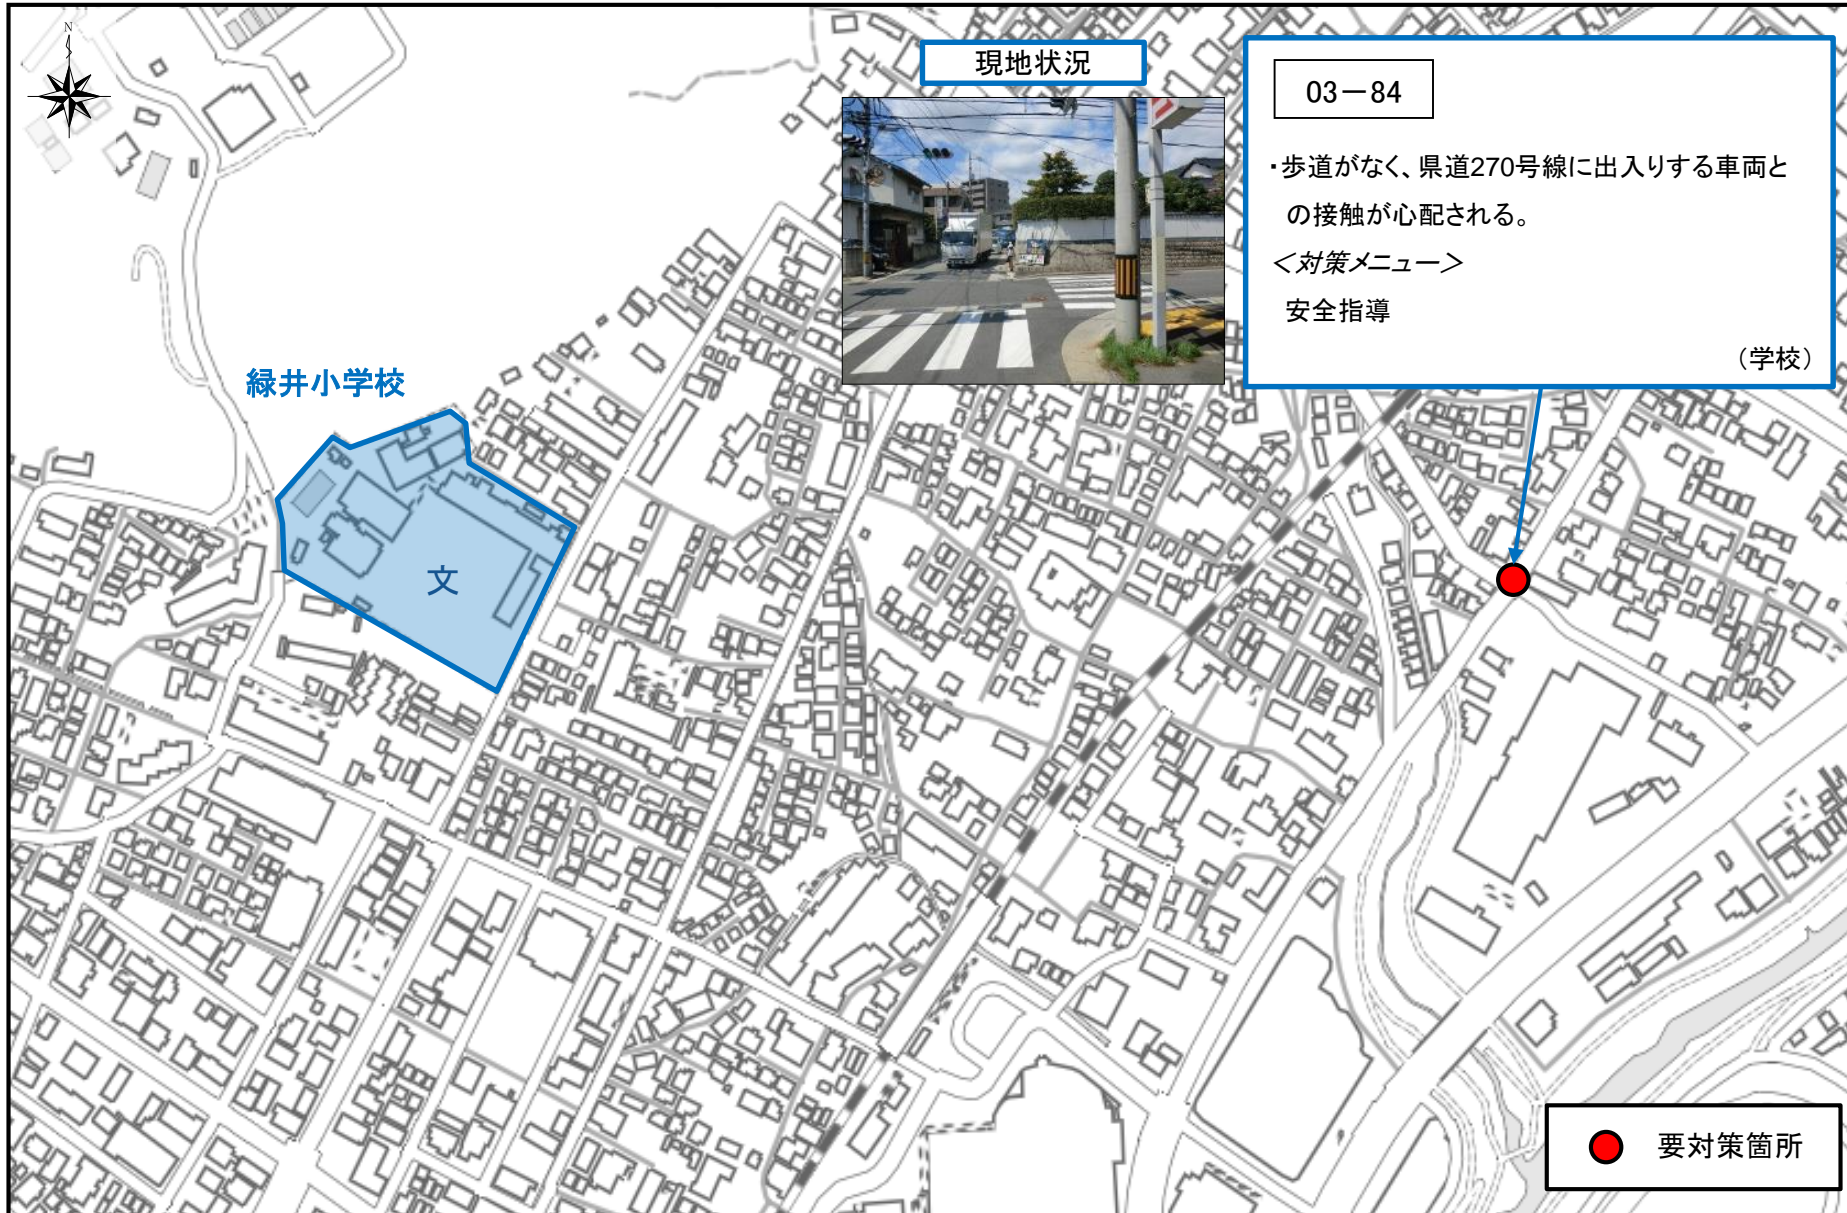 N
現地状況
03－84
・歩道がなく、県道270号線に出入りする車両と
の接触が心配される。
＜対策メニュー＞
安全指導
（学校）
緑井小学校
文
要対策箇所